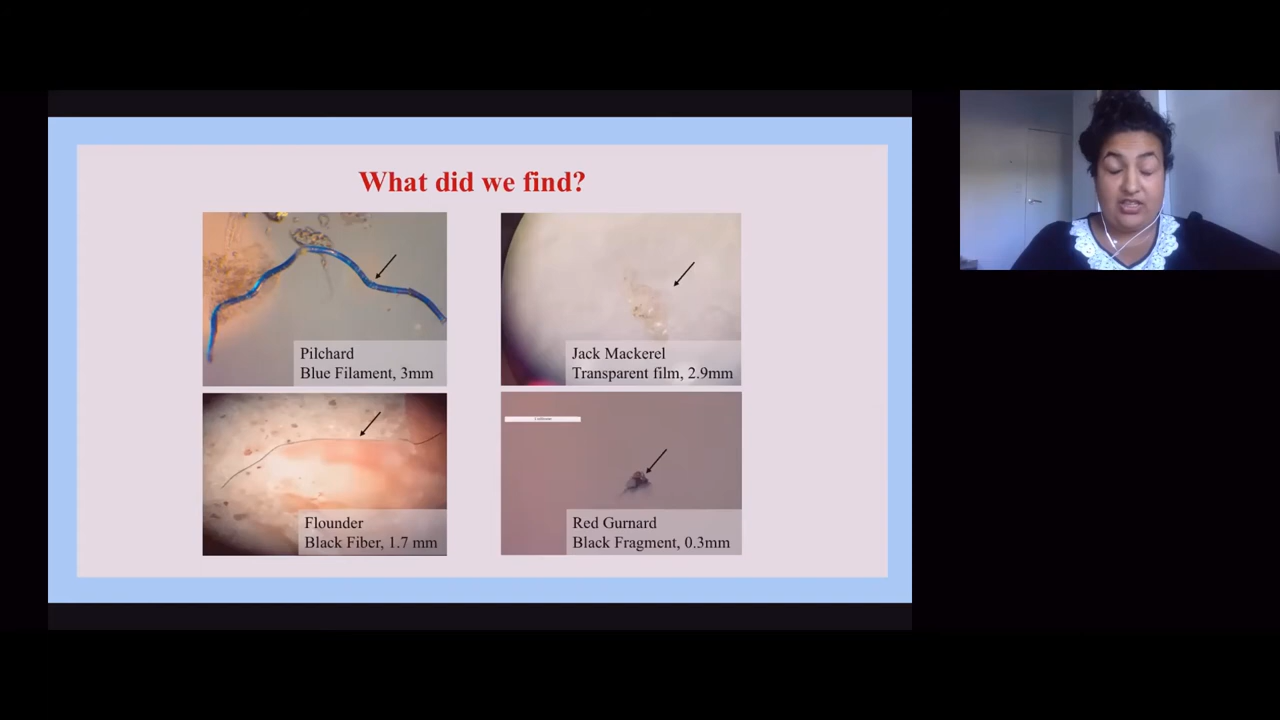 What did we find?
Pilchard
Blue Filament, 3mm
Jack Mackerel
Transparent film, 2.9mm
Flounder
Black Fiber, 1.7 mm
Red Gurnard
Black Fragment, 0.3mm